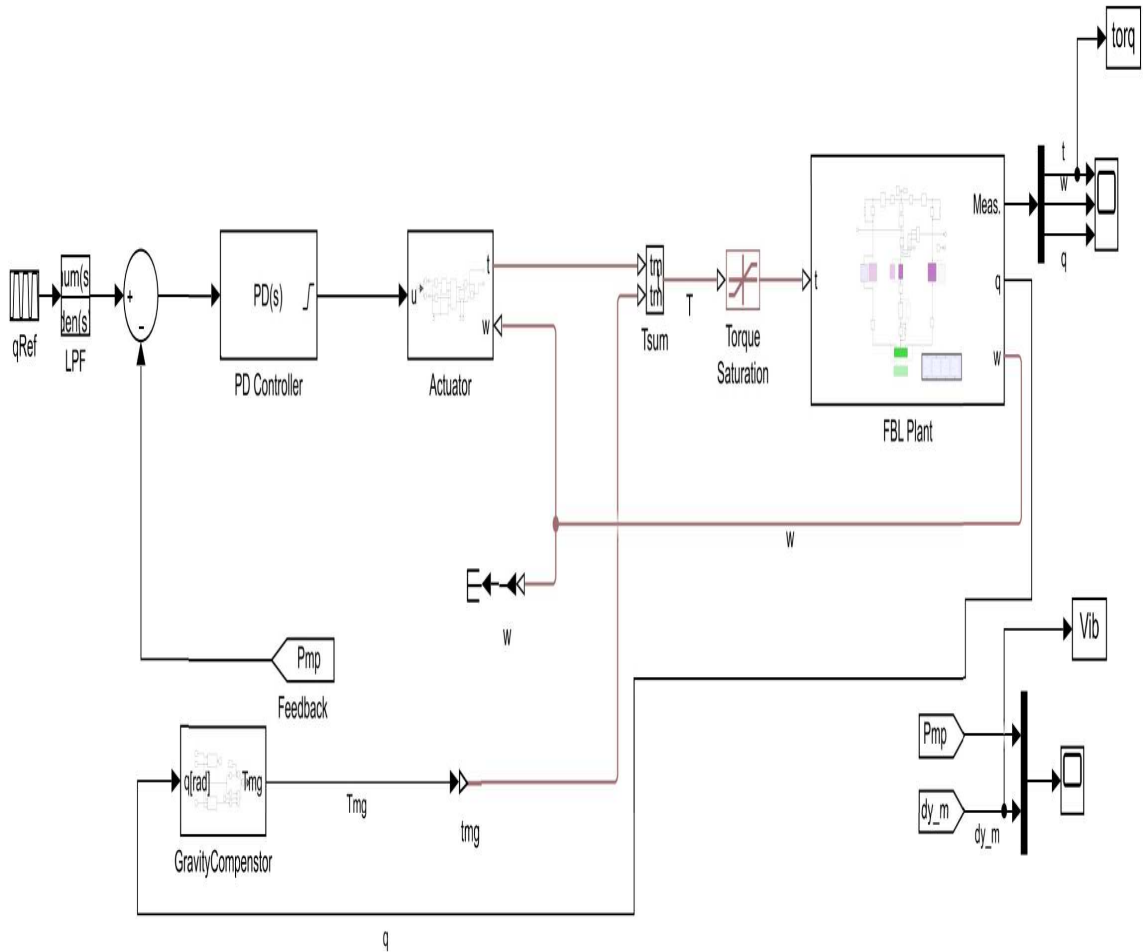 torq
t
w
q
Meas.
q
w
t
FBL Plant
qRef
num(s
den(s
LPF
+
-
PD(s)
PD Controller
u
t
w
Actuator
tm
tm
Tsum
T
Torque
Saturation
w
w
Pmp
Feedback
q[rad]
Tmg
GravityCompenstor
Tmg
tmg
q
Vib
Pmp
dy_m
dy_m